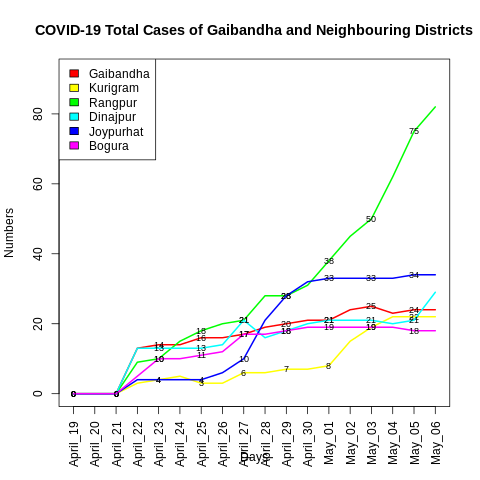 COVID-19 Total Cases of Gaibandha and Neighbouring Districts
Gaibandha
Kurigram
Rangpur
Dinajpur
Joypurhat
Bogura
Numbers
80
60
40
20
0
75
50
38
34
33
33
28
25
24
22
21
21
21
21
20
19
19
18
18
18
17
16
14
13
13
11
10
10
8
7
6
4
4
3
0
0
April_19
April_20
April_21
April_22
April_23
April_24
April_25
April_26
April_27
April_28
April_29
April_30
May_01
May_02
May_03
May_04
May_05
May_06
Days